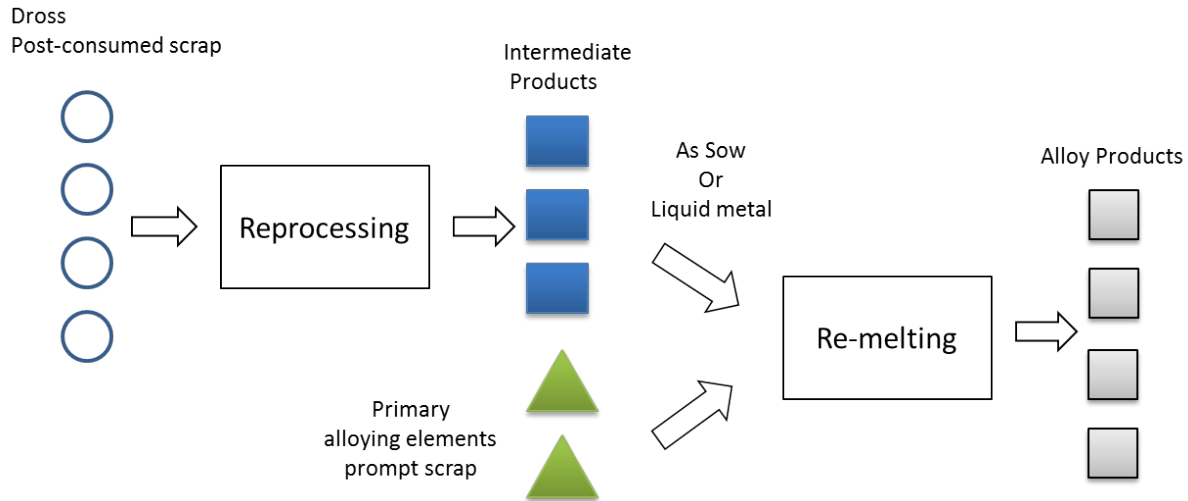 Dross
Post-consumed scrap
Reprocessing
Intermediate
Products
As Sow
Or
Liquid metal
Primary
alloying elements
prompt scrap
Re-melting
Alloy Products